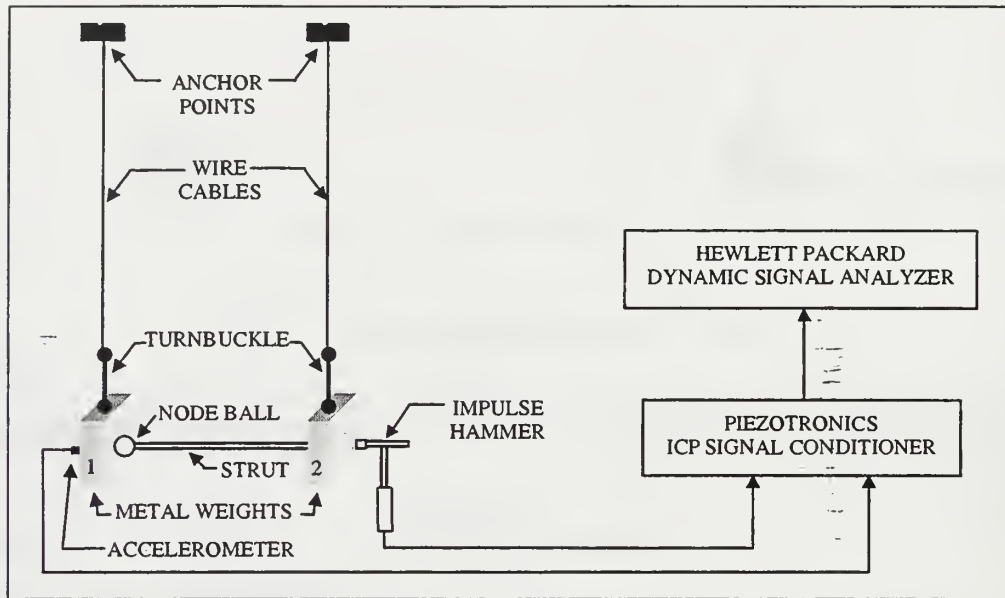 ANCHOR
POINTS
WIRE
CABLES
HEWLETT PACKARD
DYNAMIC SIGNAL ANALYZER
TURNBUCKLE
NODE BALL
IMPULSE
HAMMER
PIEZOTRONICS
ICP SIGNAL CONDITIONER
1
STRUT
2
METAL WEIGHTS
ACCELEROMETER